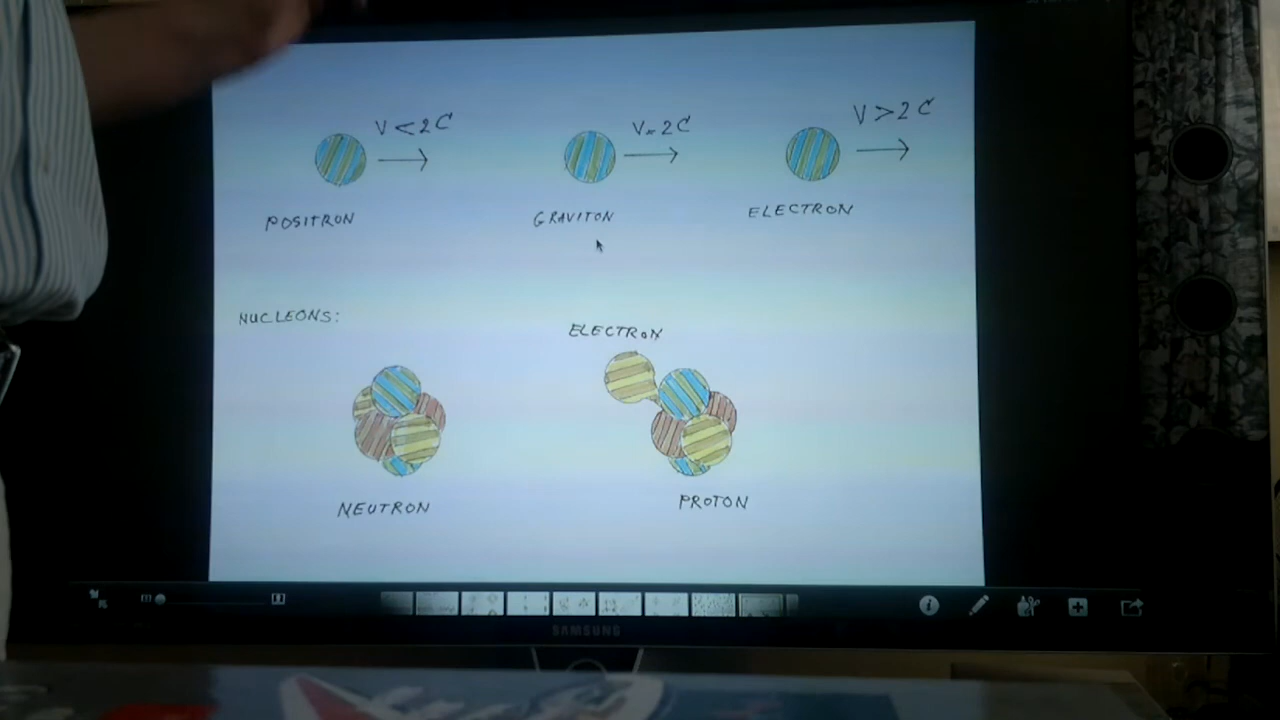 V < 2C
V = 2C
V > 2C
POSITRON
GRAVITON
ELECTRON
NUCLEONS:
ELECTRON
NEUTRON
PROTON
SAMSUNG